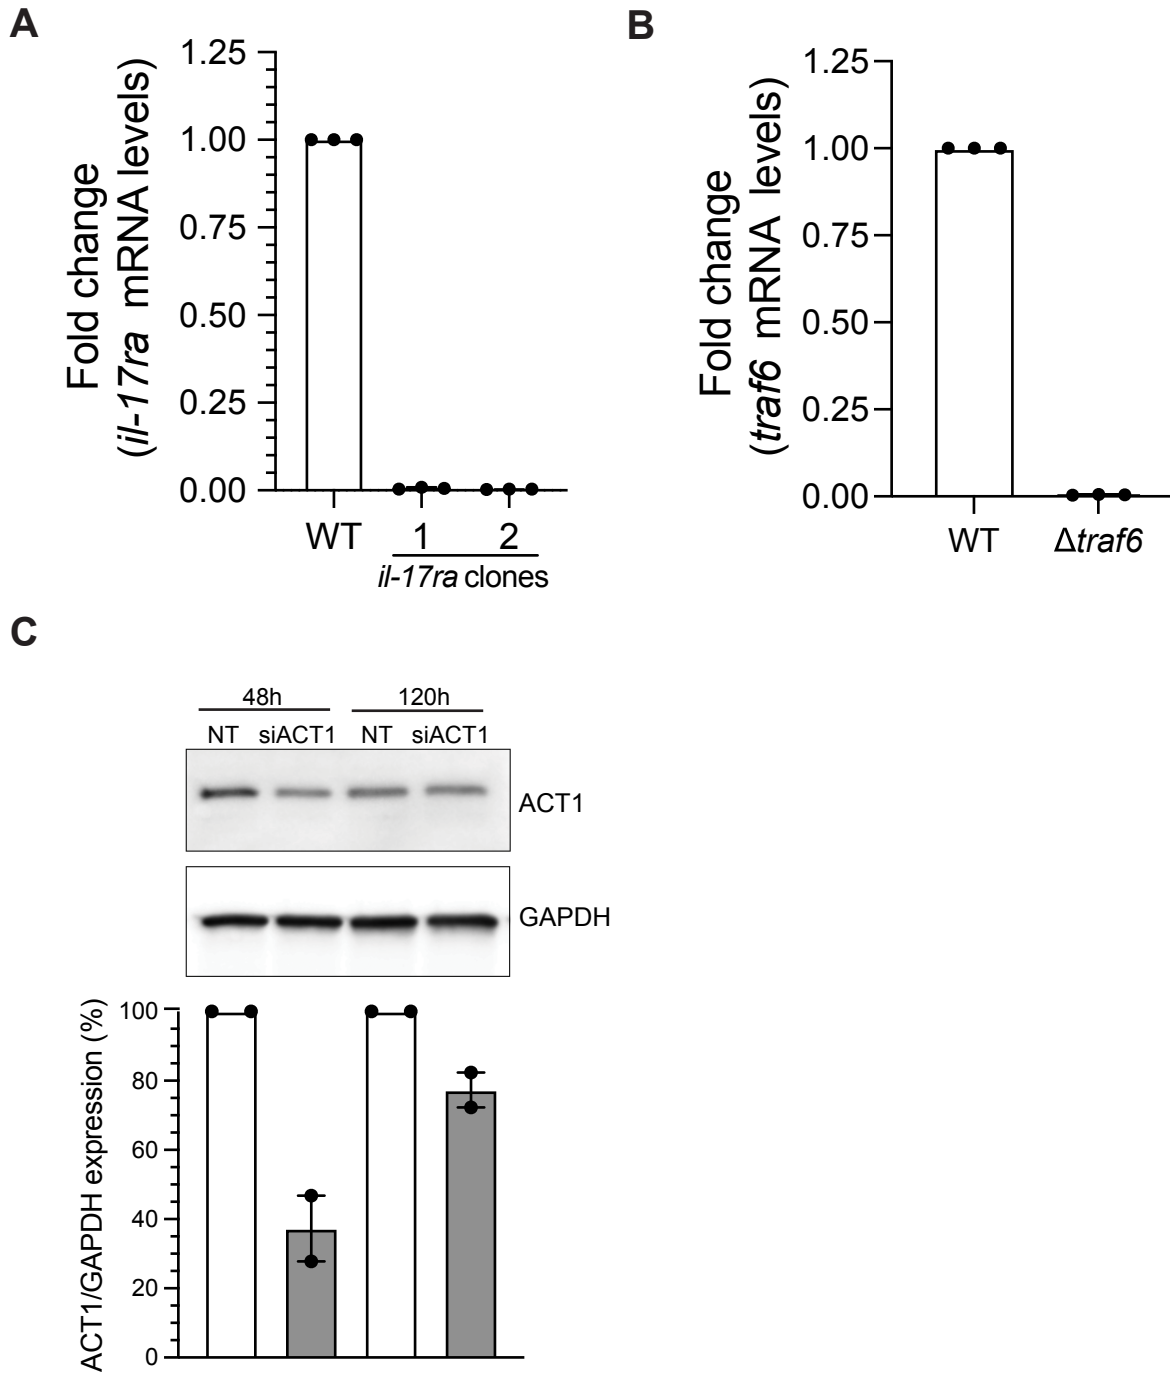 A
Fold change
(il-17ra mRNA levels)
1.25
1.00
0.75
0.50
0.25
0.00
WT 1 2
il-17ra clones
B
Fold change
(traf6 mRNA levels)
1.25
1.00
0.75
0.50
0.25
0.00
WT Δtraf6
C
48h 120h
NT siACT1 NT siACT1
ACT1
GAPDH
ACT1/GAPDH expression (%)
100
80
60
40
20
0